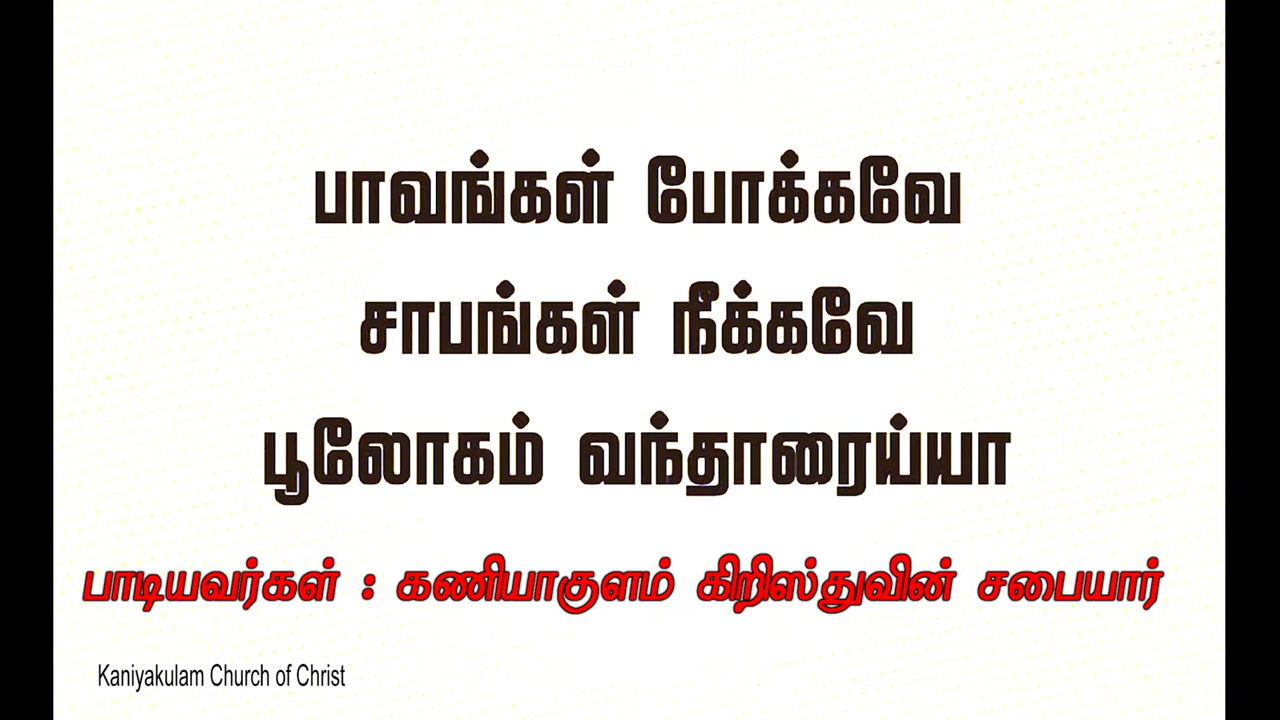 பாவங்கள் போக்கவே
சாபங்கள் நீக்கவே
பூலோகம் வந்தாரைய்யா
பாடியவர்கள் : கணியாகுளம் கிறிஸ்துவின் சபையார்
Kaniyakulam Church of Christ